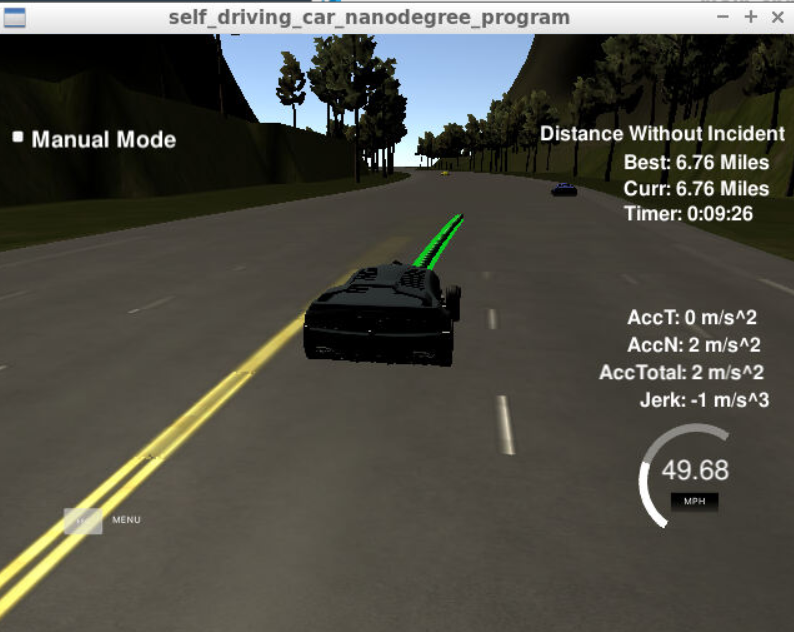 self_driving_car_nanodegree_program
Manual Mode
Distance Without Incident
Best: 6.76 Miles
Curr: 6.76 Miles
Timer: 0:09:26
AccT: 0 m/s^2
AccN: 2 m/s^2
AccTotal: 2 m/s^2
Jerk: -1 m/s^3
49.68
MPH
MENU